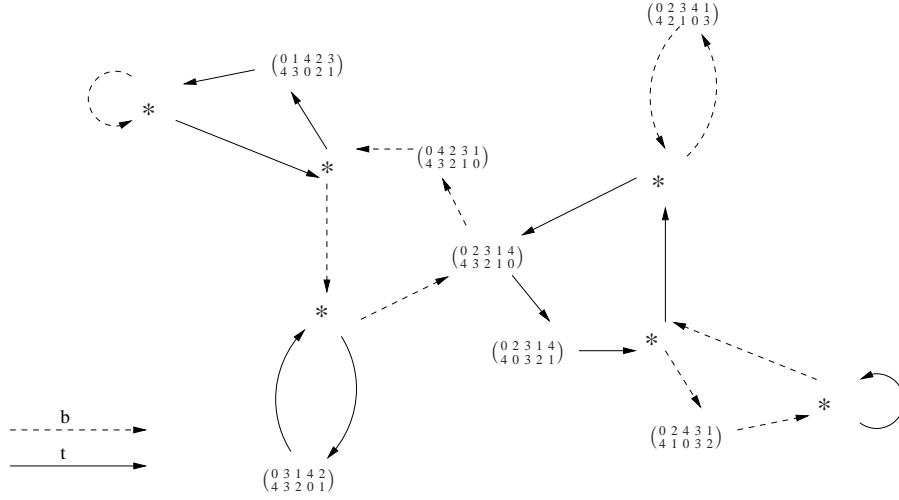 (0 2 3 4 1
4 2 1 0 3)
(0 1 4 2 3
4 3 0 2 1)
*
*
(0 4 2 3 1
4 3 2 1 0)
*
(0 2 3 1 4
4 3 2 1 0)
*
(0 2 3 1 4
4 0 3 2 1)
*
*
b
(0 2 4 3 1
4 1 0 3 2)
t
(0 3 1 4 2
4 3 2 0 1)